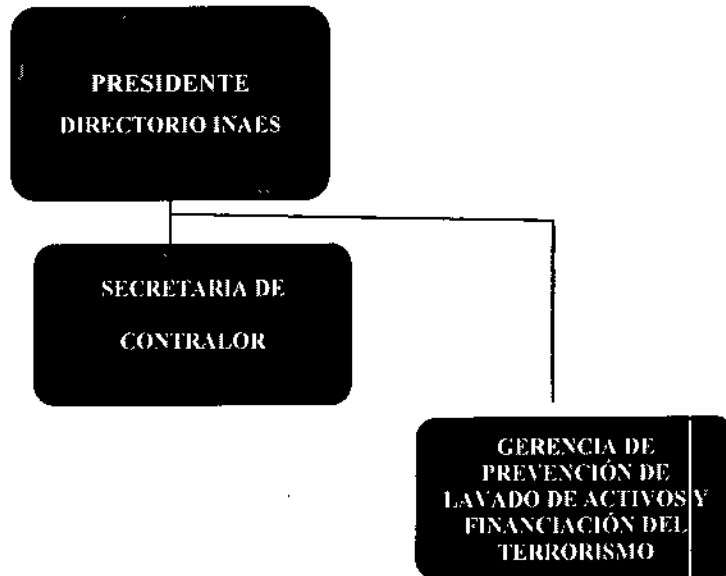 PRESIDENTE
DIRECTORIO INAES
SECRETARIA DE
CONTRALOR
GERENCIA DE
PREVENCIÓN DE
LAVADO DE ACTIVOS Y
FINANCIACIÓN DEL
TERRORISMO